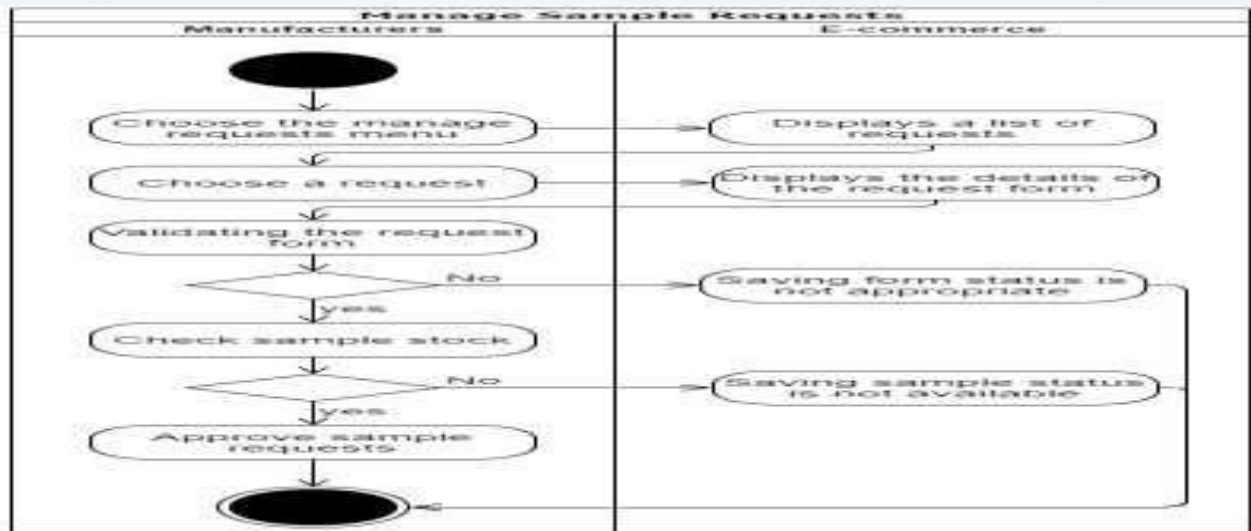 Manage Sample Requests
Manufacturers
E-commerce
Choose the manage
requests menu
Displays a list of
requests
Choose a request
Displays the details of
the request form
Validating the request
form
No
Saving form status is
not appropriate
yes
Check sample stock
No
Saving sample status
is not available
yes
Approve sample
requests